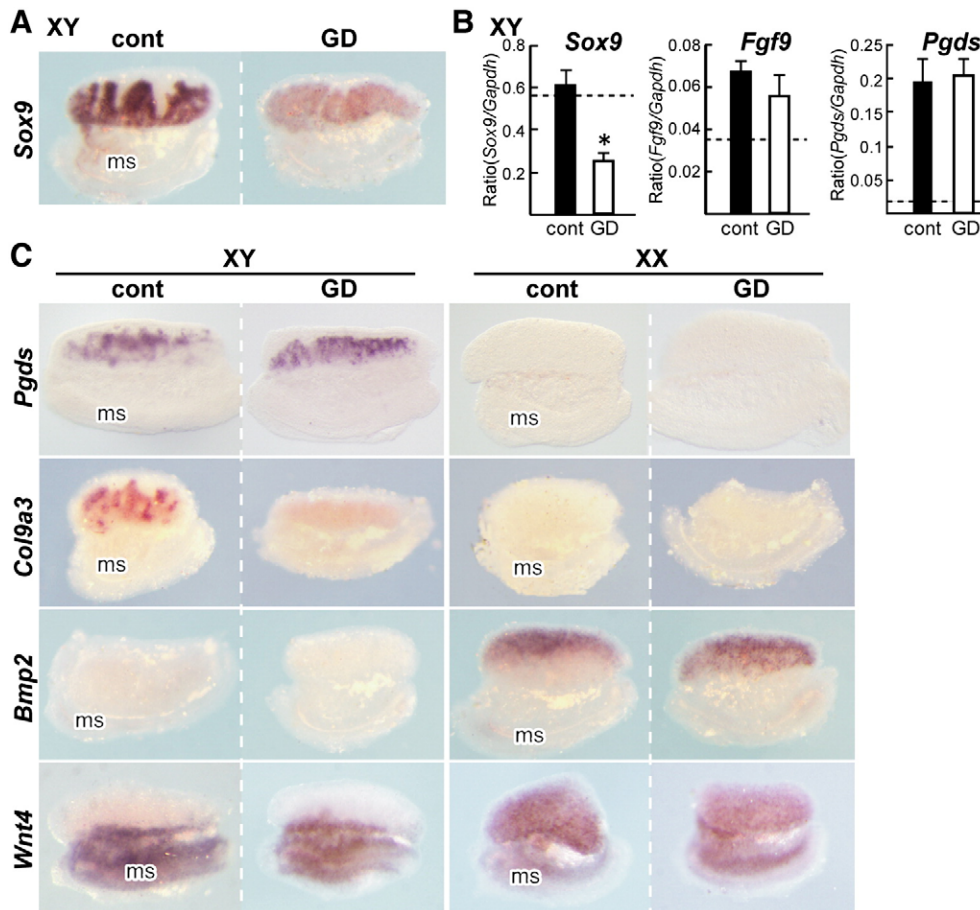 A XY
cont GD
Sox9
ms
B XY
Sox9
Ratio(Sox9/Gapdh)
0.8
0.6
0.4
0.2
*
cont GD
Fgf9
Ratio(Fgf9/Gapdh)
0.08
0.06
0.04
0.02
cont GD
Pgds
Ratio(Pgds/Gapdh)
0.25
0.20
0.15
0.10
0.05
cont GD
C
XY XX
cont GD cont GD
Pgds
ms ms
Col9a3
ms ms
Bmp2
ms ms
Wnt4
ms ms